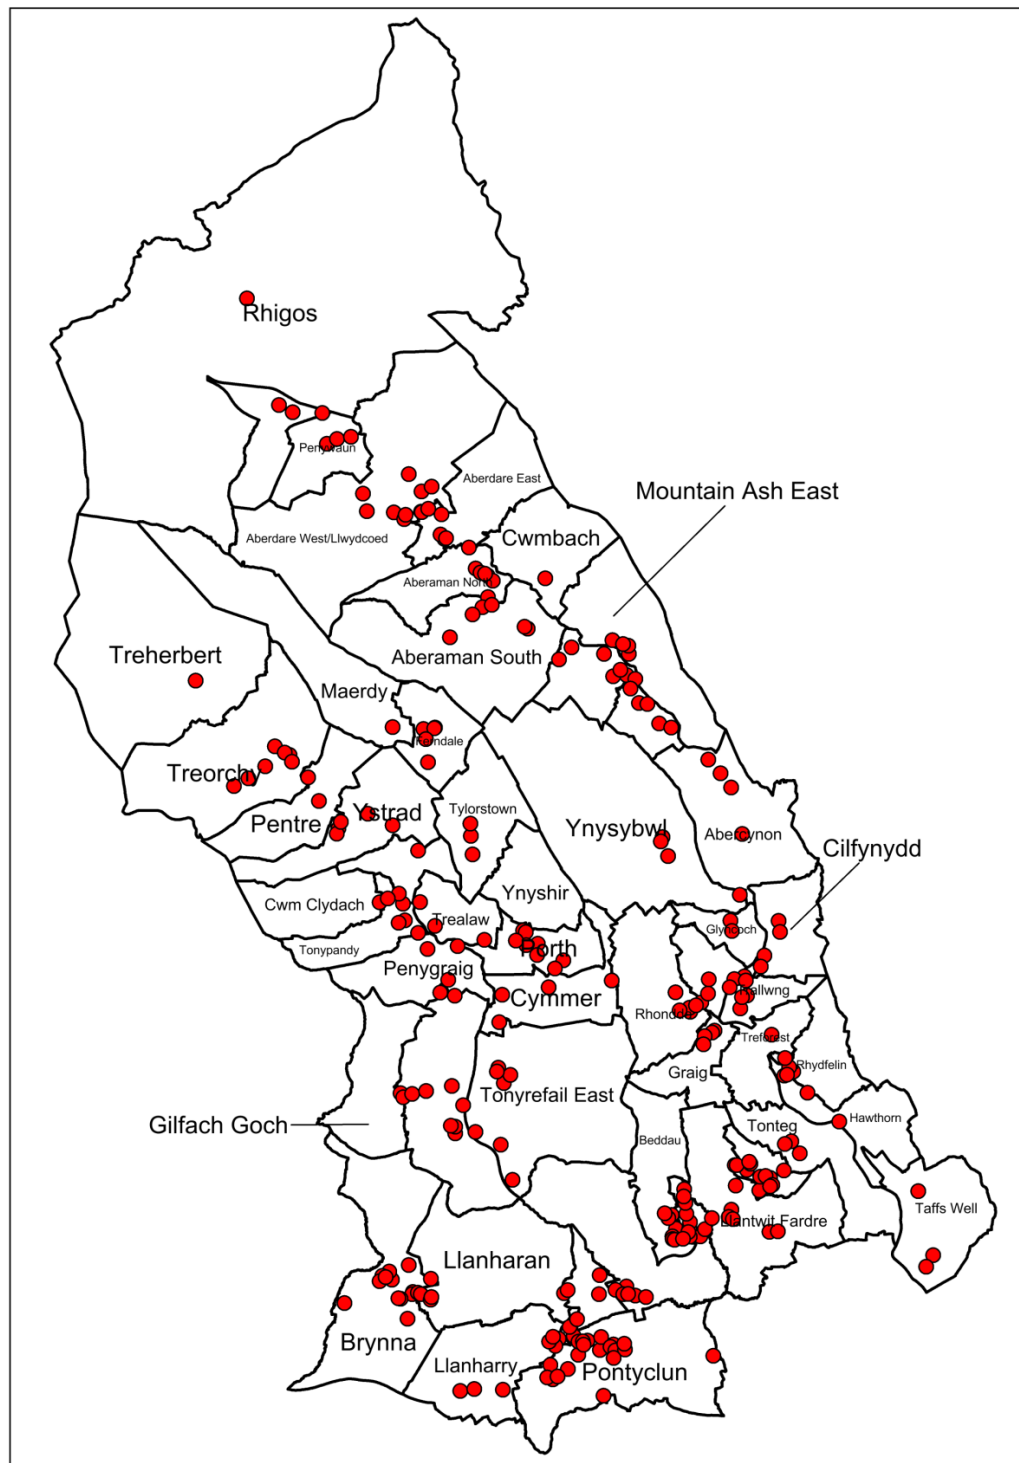 Rhigos
Penywaun
Aberdare East
Mountain Ash East
Cwmbach
Aberdare West/Llwydcoed
Aberaman North
Treherbert
Aberaman South
Maerdy
Ferndale
Treorchy
Pentre
Ystrad
Tylorstown
Ynysybwl
Abercynon
Cilfynydd
Ynyshir
Cwm Clydach
Trealaw
Glyncoch
Tonypandy
Porth
Penygraig
Trallwng
Cymmer
Rhondda
Treforest
Rhydfelin
Graig
Tonyrefail East
Gilfach Goch
Hawthorn
Tonteg
Beddau
Taffs Well
Llantwit Fardre
Llanharan
Brynna
Llanharry
Pontyclun